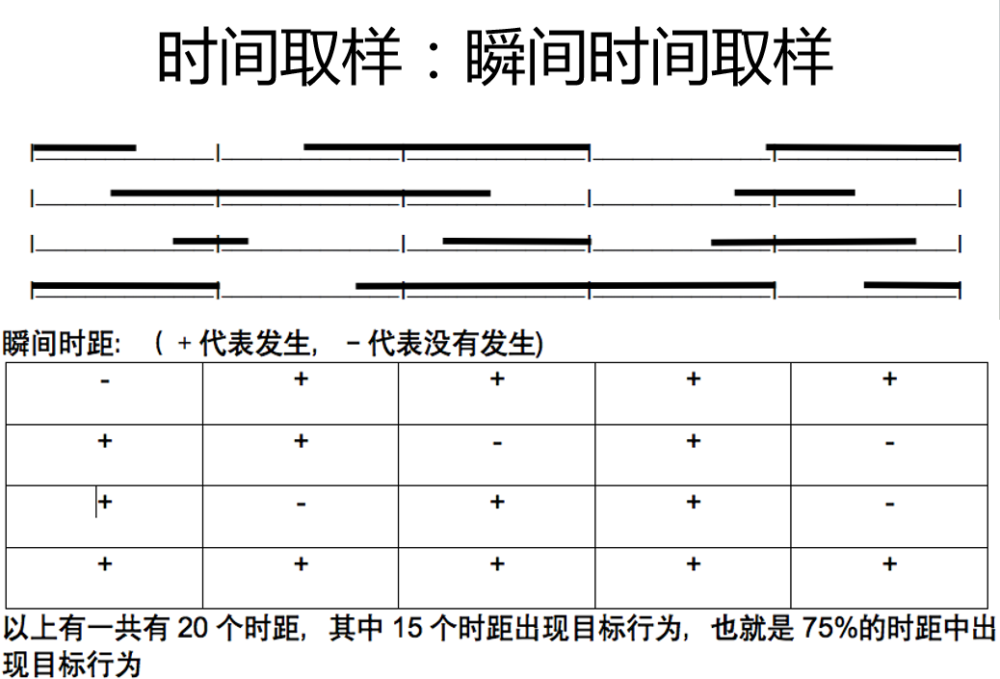 时间取样：瞬间时间取样
瞬间时距: （ + 代表发生, －代表没有发生)
- + + + +
+ + - + -
+ - + + -
+ + + + +
以上有一共有 20 个时距, 其中 15 个时距出现目标行为, 也就是 75%的时距中出
现目标行为